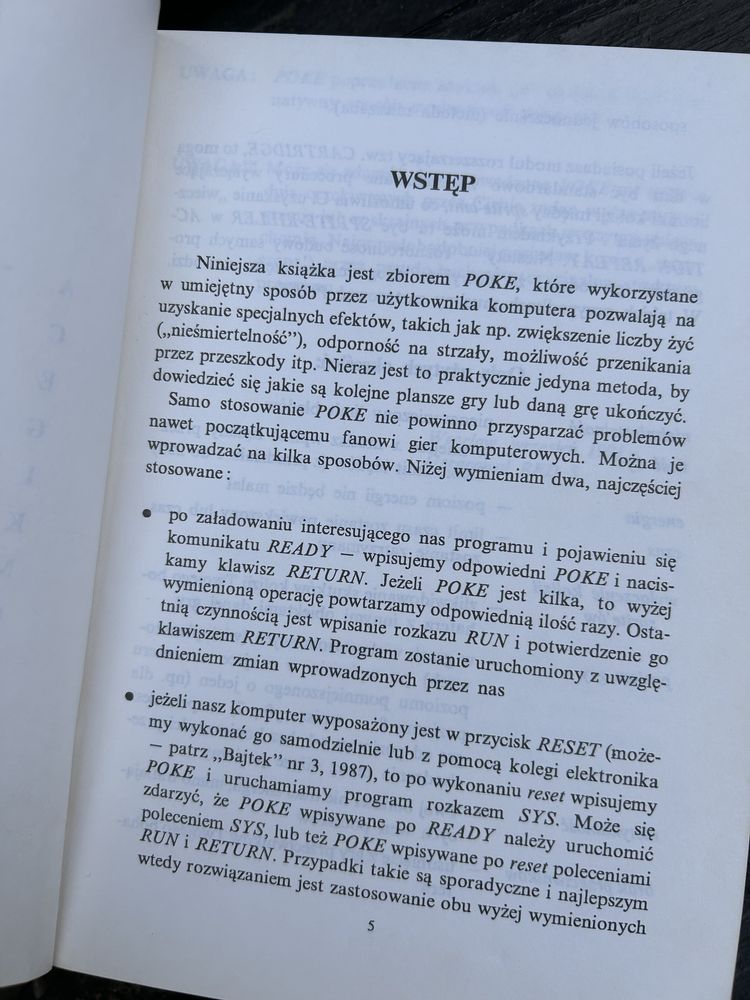 WSTĘP
Niniejsza książka jest zbiorem POKE, które wykorzystane
w umiejętny sposób przez użytkownika komputera pozwalają na
uzyskanie specjalnych efektów, takich jak np. zwiększenie liczby żyć
(„nieśmiertelność”), odporność na strzały, możliwość przenikania
przez przeszkody itp. Nieraz jest to praktycznie jedyna metoda, by
dowiedzieć się jakie są kolejne plansze gry lub daną grę ukończyć.
Samo stosowanie POKE nie powinno przysparzać problemów
nawet początkującemu fanowi gier komputerowych. Można je
wprowadzać na kilka sposobów. Niżej wymieniam dwa, najczęściej
stosowane:
● po załadowaniu interesującego nas programu i pojawieniu się
komunikatu READY — wpisujemy odpowiedni POKE i nacis-
kamy klawisz RETURN. Jeżeli POKE jest kilka, to wyżej
wymienioną operację powtarzamy odpowiednią ilość razy. Osta-
tnią czynnością jest wpisanie rozkazu RUN i potwierdzenie go
klawiszem RETURN. Program zostanie uruchomiony z uwzglę-
dnieniem zmian wprowadzonych przez nas
● jeżeli nasz komputer wyposażony jest w przycisk RESET (może-
my wykonać go samodzielnie lub z pomocą kolegi elektronika
— patrz „Bajtek” nr 3, 1987), to po wykonaniu reset wpisujemy
POKE i uruchamiamy program rozkazem SYS. Może się
zdarzyć, że POKE wpisywane po READY należy uruchomić
poleceniem SYS, lub też POKE wpisywane po reset poleceniami
RUN i RETURN. Przypadki takie są sporadyczne i najlepszym
wtedy rozwiązaniem jest zastosowanie obu wyżej wymienionych
5